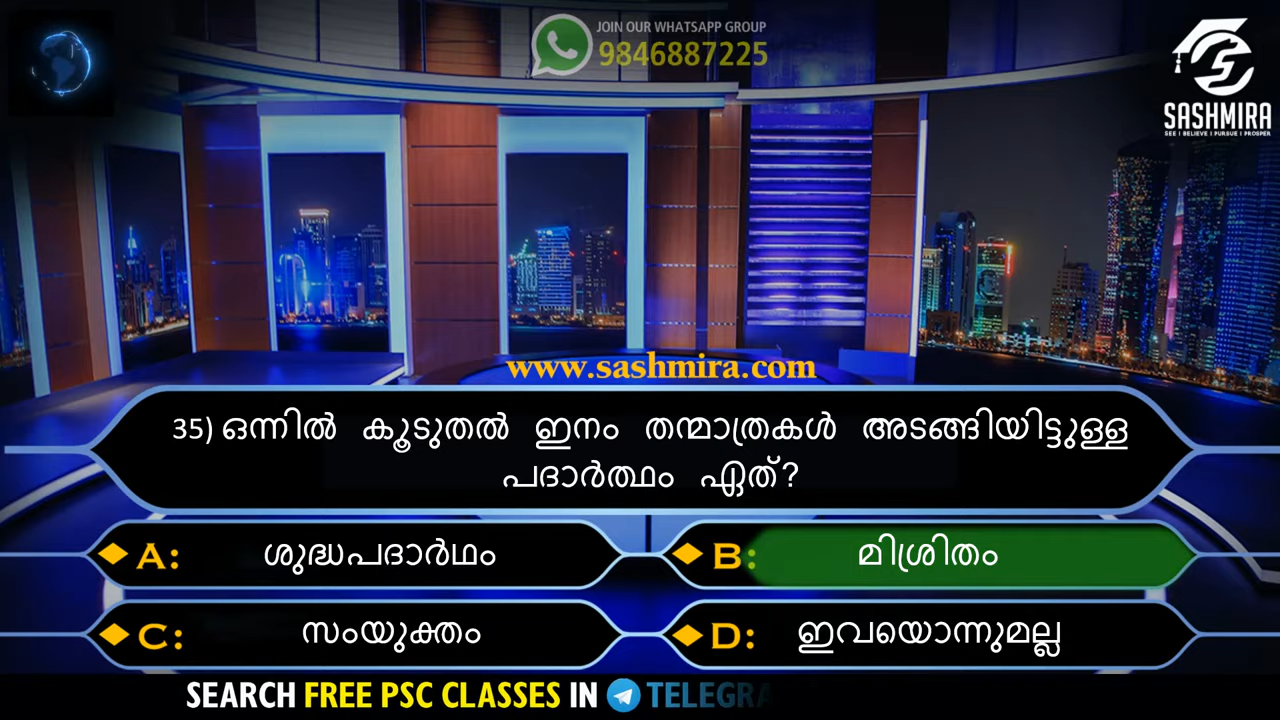 JOIN OUR WHATSAPP GROUP
9846887225
SASHMIRA
SEE I BELIEVE I PURSUE I PROSPER
www.sashmira.com
35) ഒന്നിൽ കൂടുതൽ ഇനം തന്മാത്രകൾ അടങ്ങിയിട്ടുള്ള
പദാർത്ഥം ഏത്?
A: ശുദ്ധപദാർഥം
B: മിശ്രിതം
C: സംയുക്തം
D: ഇവയൊന്നുമല്ല
SEARCH FREE PSC CLASSES IN TELEGRA